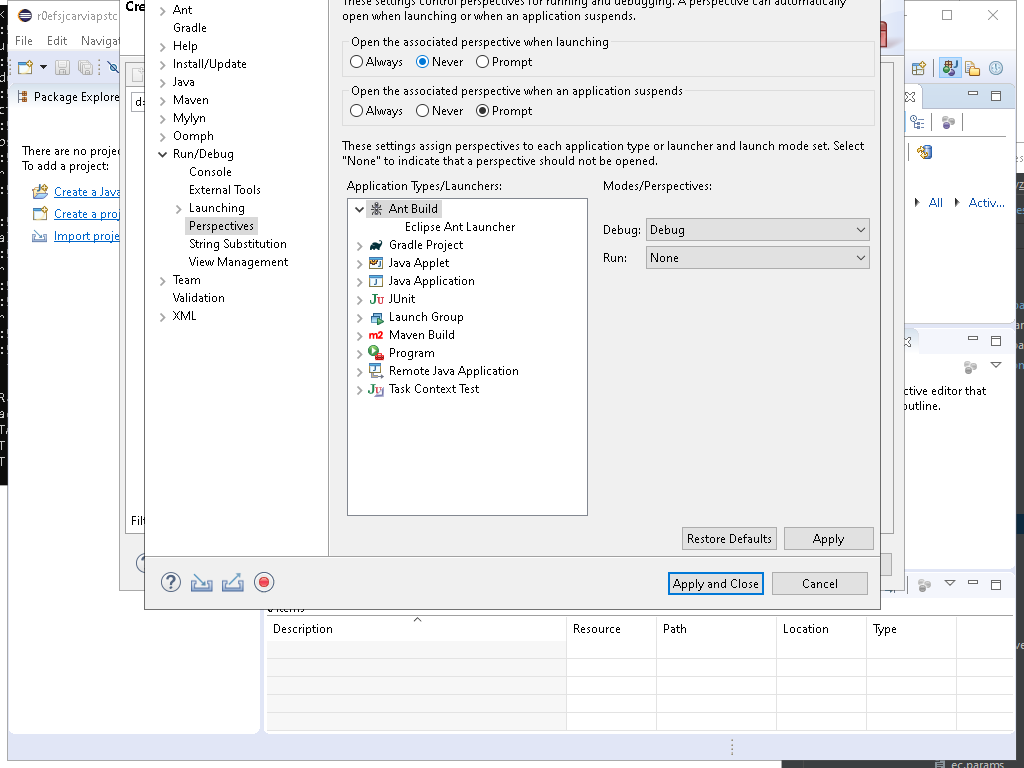 r0efsjcarviapstc
Cre
File Edit Navigat
Package Explore
There are no projec
To add a project:
Create a Java
Create a proj
Import proje
Ant
Gradle
Help
Install/Update
Java
Maven
Mylyn
Oomph
Run/Debug
Console
External Tools
Launching
Perspectives
String Substitution
View Management
Team
Validation
XML
These settings control perspectives for running and debugging. A perspective can automatically
open when launching or when an application suspends.
Open the associated perspective when launching
Always Never Prompt
Open the associated perspective when an application suspends
Always Never Prompt
These settings assign perspectives to each application type or launcher and launch mode set. Select
"None" to indicate that a perspective should not be opened.
Application Types/Launchers:
Ant Build
Eclipse Ant Launcher
Gradle Project
Java Applet
Java Application
JUnit
Launch Group
Maven Build
Program
Remote Java Application
Task Context Test
Modes/Perspectives:
Debug: Debug
Run: None
Restore Defaults Apply
Apply and Close Cancel
Filt
All Activ...
ctive editor that
outline.
0 items
Description Resource Path Location Type
ec.params